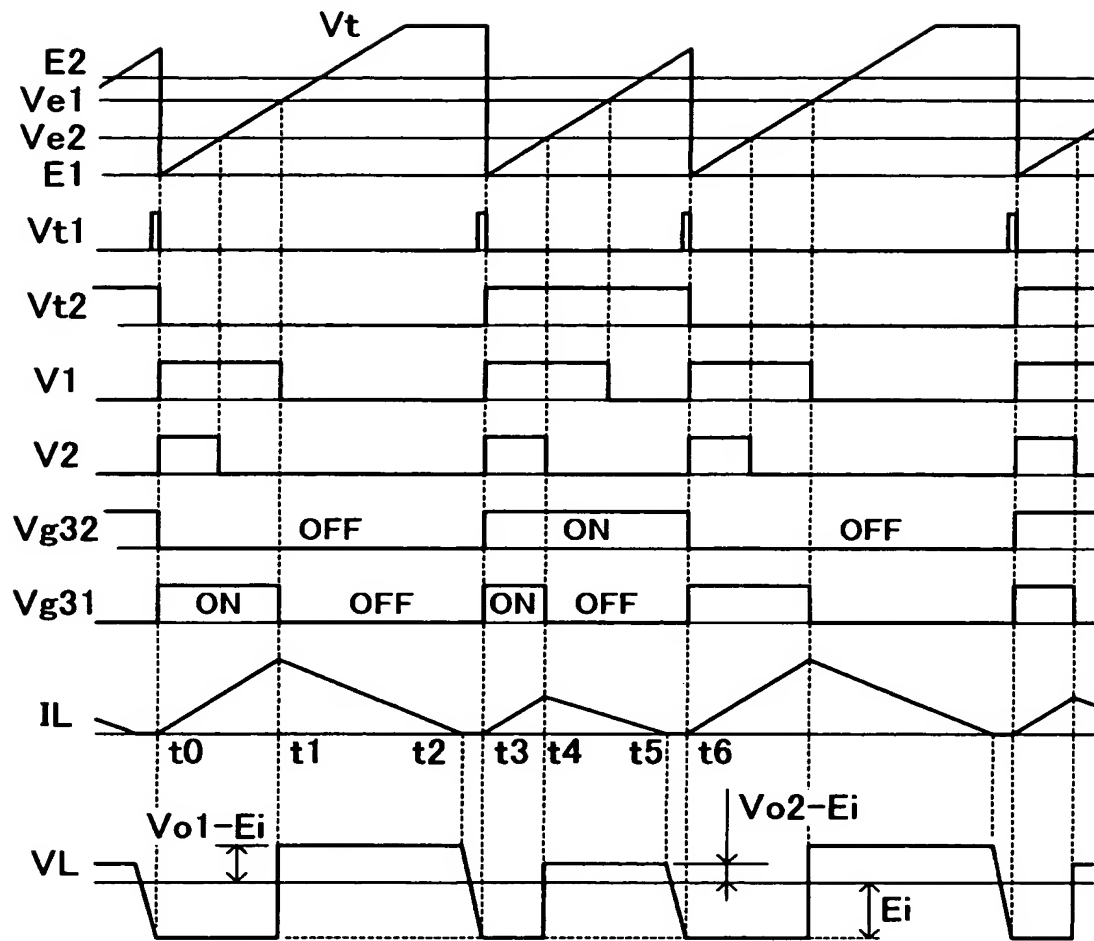 Vt
E2
Ve1
Ve2
E1
Vt1
Vt2
V1
V2
Vg32 OFF ON OFF
Vg31 ON OFF ON OFF
IL
t0 t1 t2 t3 t4 t5 t6
Vo1-Ei Vo2-Ei
VL
Ei